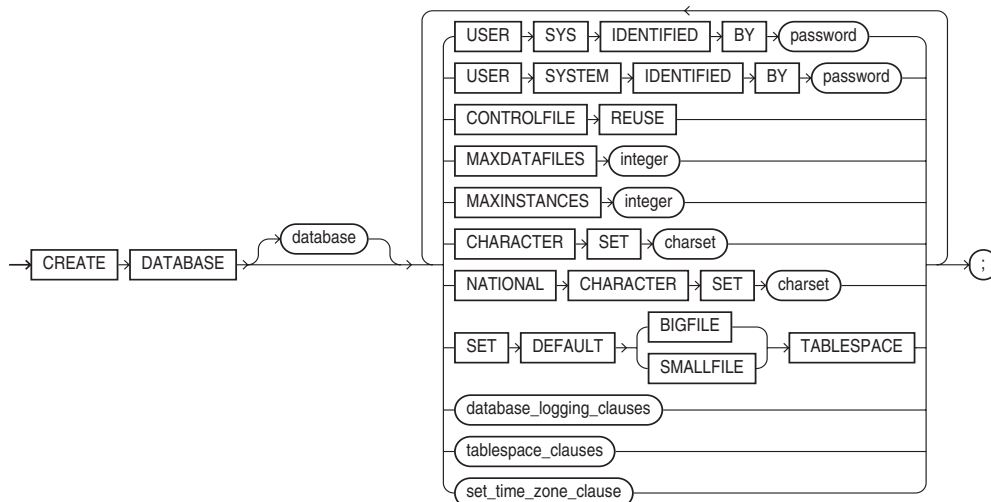 USER SYS IDENTIFIED BY password
USER SYSTEM IDENTIFIED BY password
CONTROLFILE REUSE
MAXDATAFILES integer
MAXINSTANCES integer
database
CHARACTER SET charset
CREATE DATABASE ;
NATIONAL CHARACTER SET charset
BIGFILE
SET DEFAULT TABLESPACE
SMALLFILE
database_logging_clauses
tablespace_clauses
set_time_zone_clause